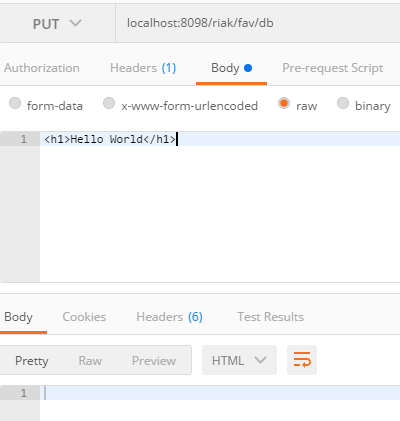 PUT localhost:8098/riak/fav/db
Authorization Headers (1) Body Pre-request Script
form-data x-www-form-urlencoded raw binary
1 <h1>Hello World</h1>
Body Cookies Headers (6) Test Results
Pretty Raw Preview HTML
1